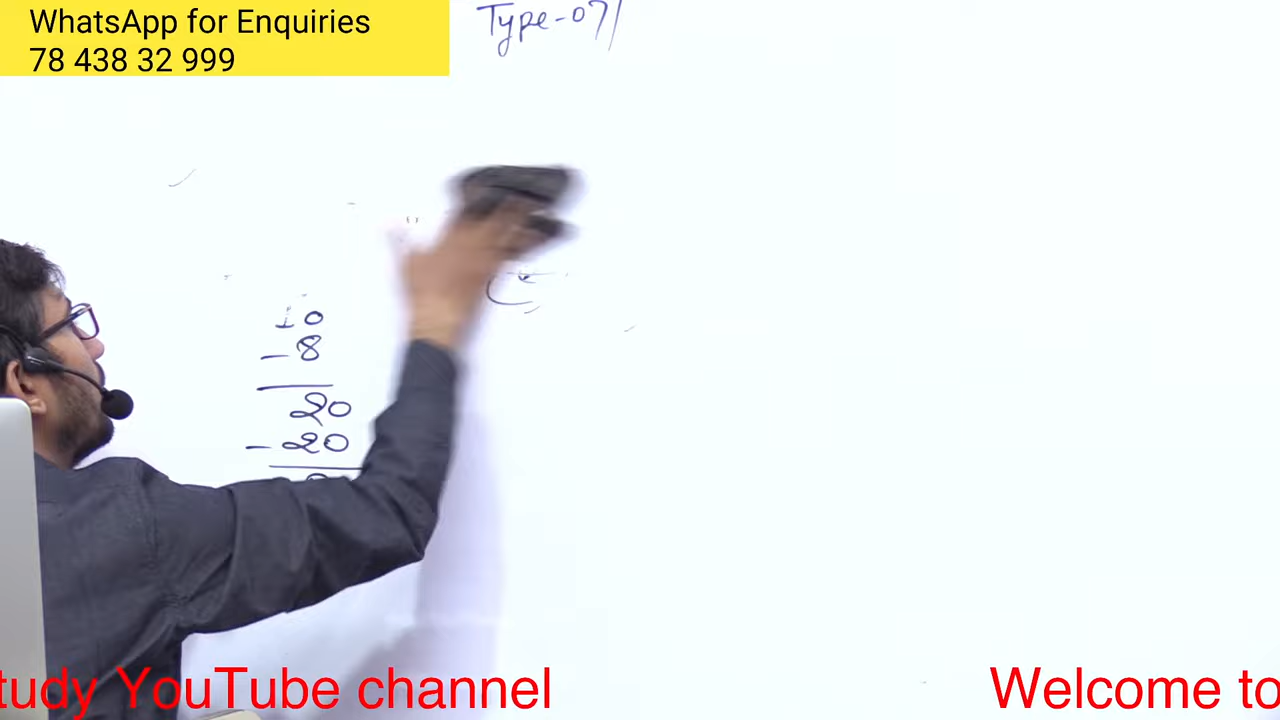 WhatsApp for Enquiries
78 438 32 999
Type-07
10
-8
20
-20
tudy YouTube channel
Welcome to